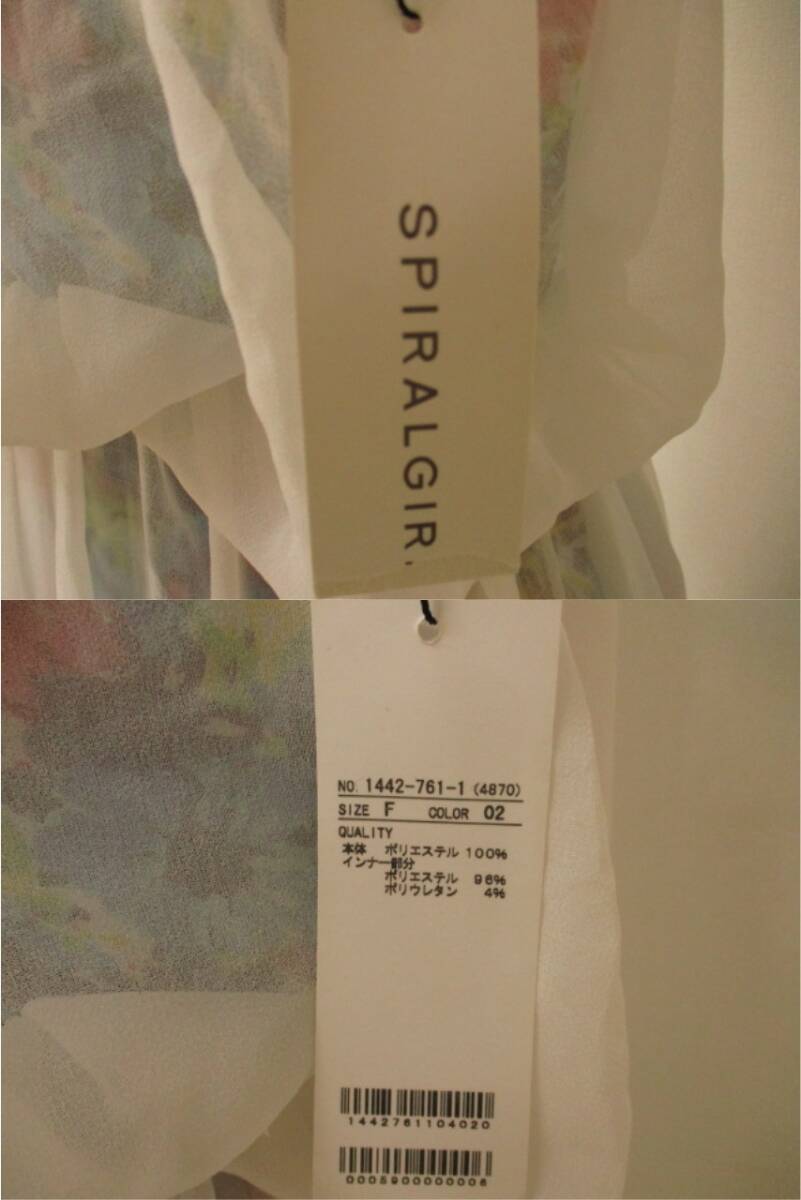 SPIRALGIR.
NO. 1442-761-1 (4870)
SIZE F COLOR 02
QUALITY
本体 ポリエステル 100%
インナー部分
ポリエステル 96%
ポリウレタン 4%
1442761104020
0005900000006